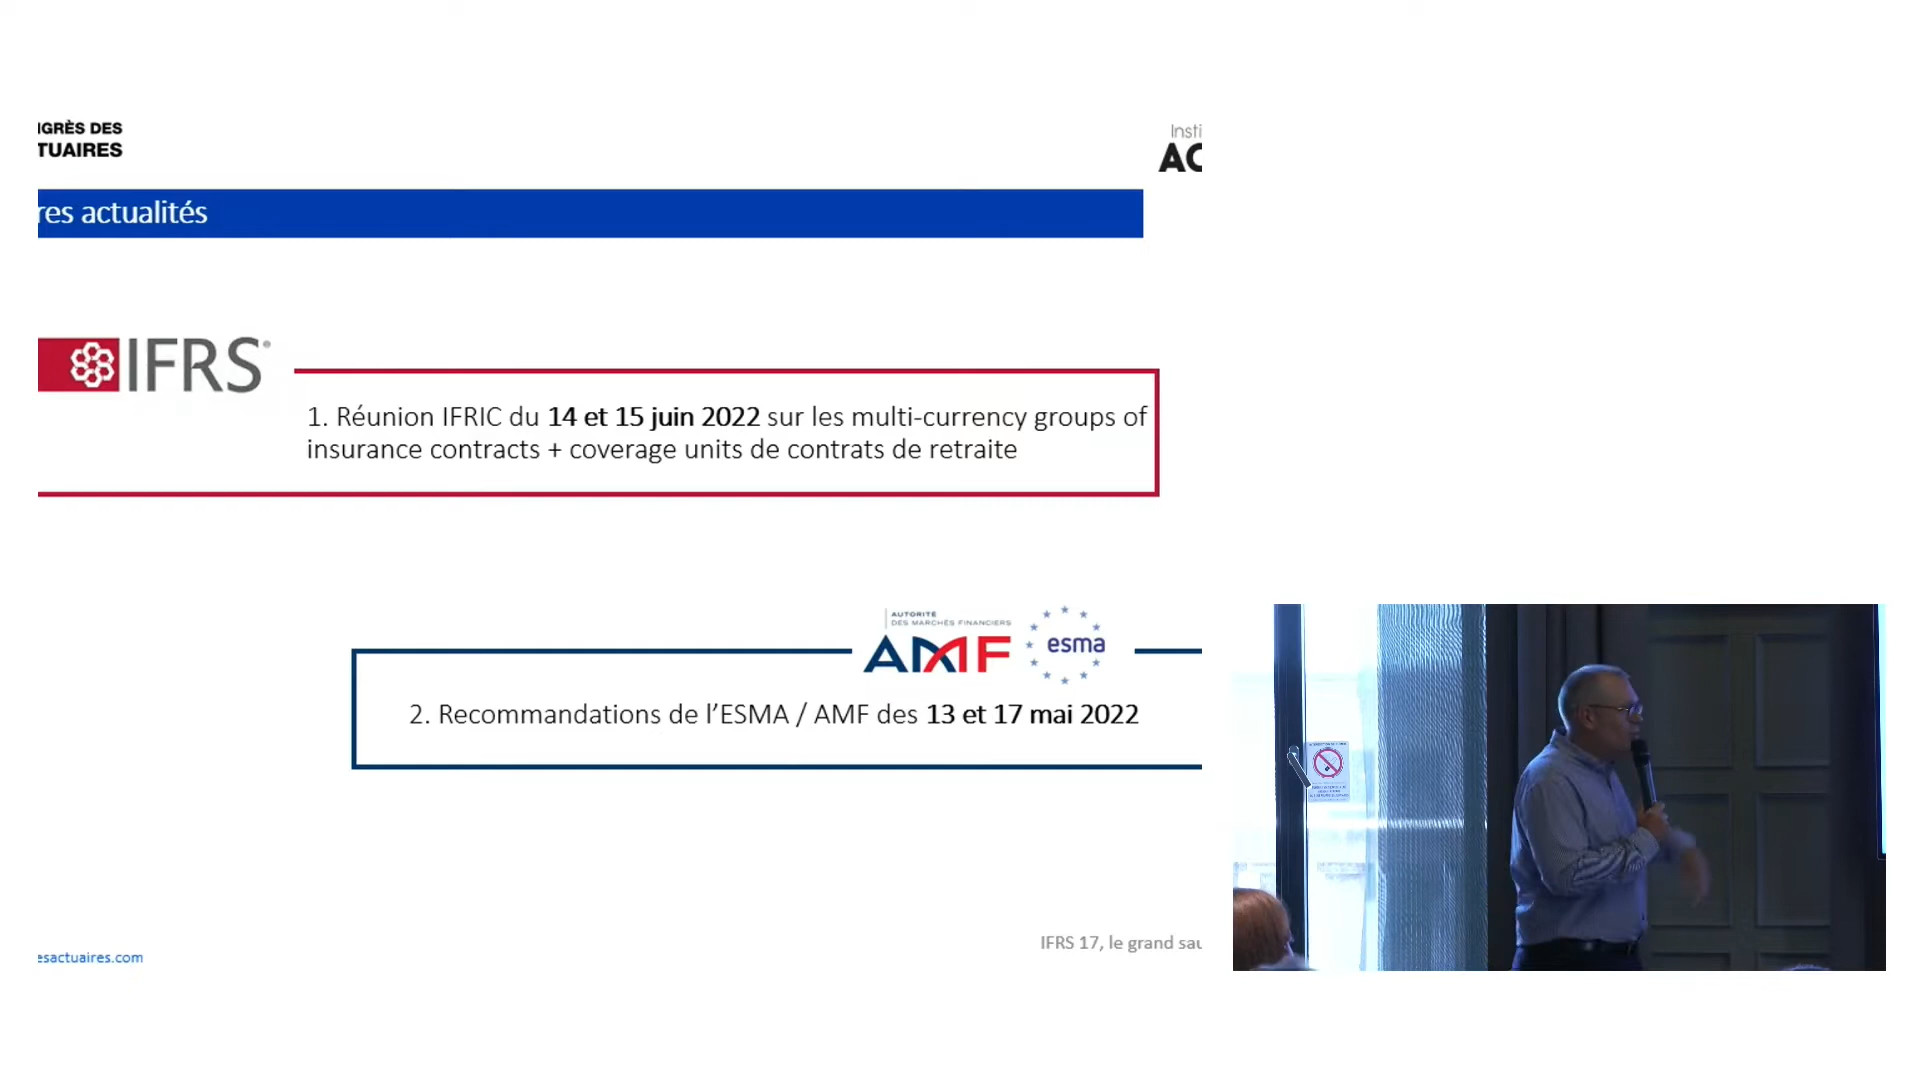 IGRÈS DES
TUAIRES
Insti
AC
res actualités
IFRS
1. Réunion IFRIC du 14 et 15 juin 2022 sur les multi-currency groups of
insurance contracts + coverage units de contrats de retraite
AUTORITÉ
DES MARCHÉS FINANCIERS
AMF
esma
2. Recommandations de l’ESMA / AMF des 13 et 17 mai 2022
IFRS 17, le grand sau
esactuaires.com